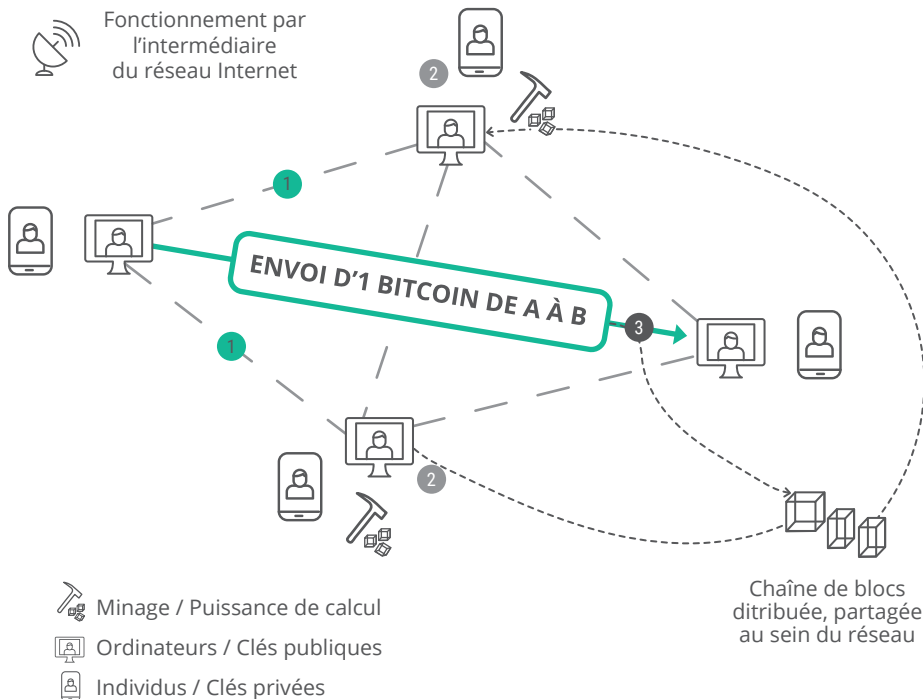 Fonctionnement par
l'intermédiaire
du réseau Internet
2
1
ENVOI D'1 BITCOIN DE A À B
3
1
2
Chaîne de blocs
ditribuée, partagée
au sein du réseau
Minage / Puissance de calcul
Ordinateurs / Clés publiques
Individus / Clés privées